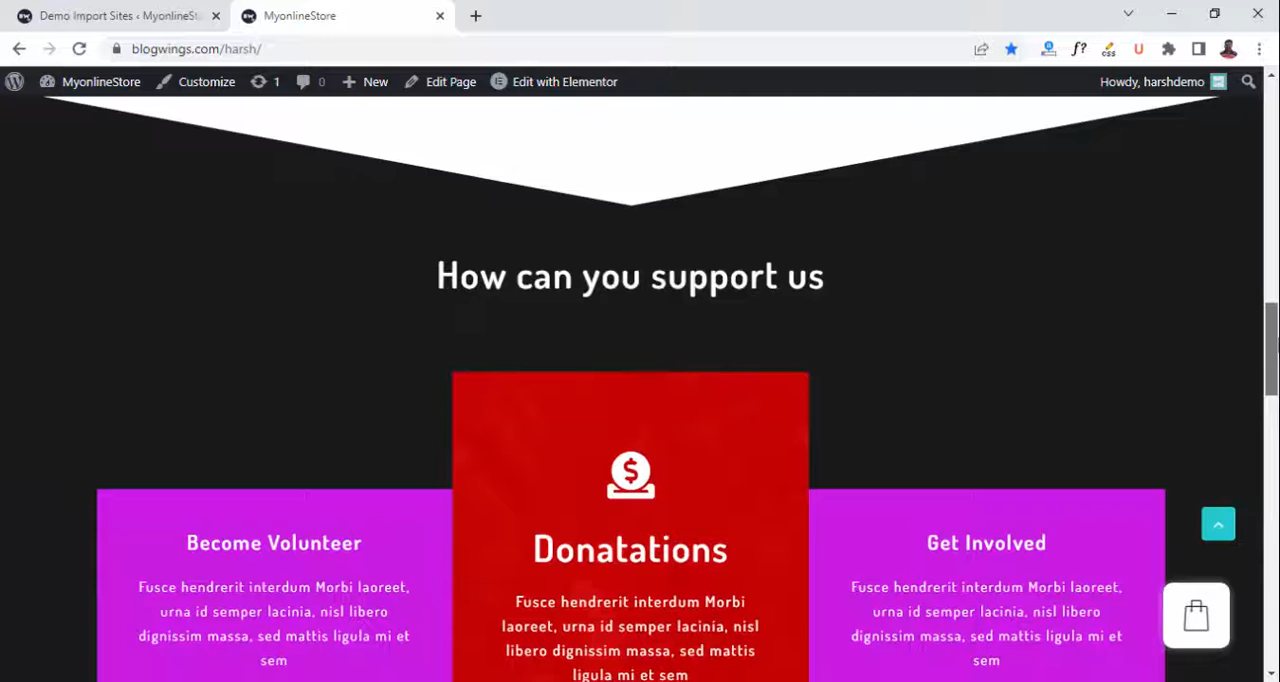 Demo Import Sites ‹ MyonlineSt
MyonlineStore
blogwings.com/harsh/
f?
css
U
MyonlineStore
Customize
1
0
New
Edit Page
Edit with Elementor
Howdy, harshdemo
How can you support us
$
Become Volunteer
Fusce hendrerit interdum Morbi laoreet,
urna id semper lacinia, nisl libero
dignissim massa, sed mattis ligula mi et
sem
Donatations
Fusce hendrerit interdum Morbi
laoreet, urna id semper lacinia, nisl
libero dignissim massa, sed mattis
ligula mi et sem
Get Involved
Fusce hendrerit interdum Morbi laoreet,
urna id semper lacinia, nisl libero
dignissim massa, sed mattis ligula mi et
sem